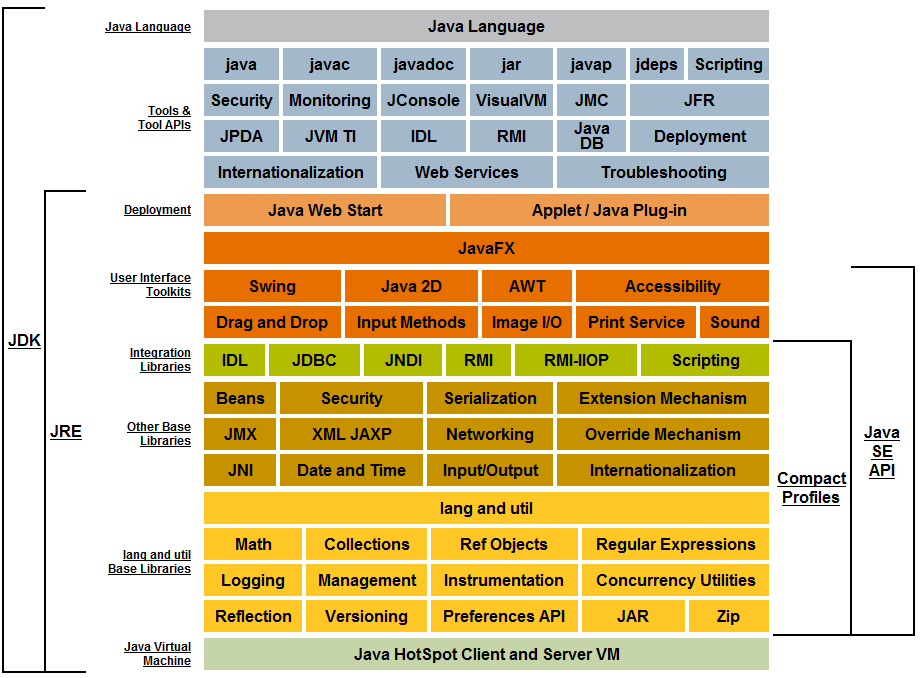 Java Language
Java Language
java javac javadoc jar javap jdeps Scripting
Security Monitoring JConsole VisualVM JMC JFR
Tools &
Tool APIs
JPDA JVM TI IDL RMI Java DB Deployment
Internationalization Web Services Troubleshooting
Deployment
Java Web Start Applet / Java Plug-in
JavaFX
User Interface
Toolkits
Swing Java 2D AWT Accessibility
Drag and Drop Input Methods Image I/O Print Service Sound
Integration
Libraries
IDL JDBC JNDI RMI RMI-IIOP Scripting
Beans Security Serialization Extension Mechanism
Other Base
Libraries
JMX XML JAXP Networking Override Mechanism
JNI Date and Time Input/Output Internationalization
lang and util
lang and util
Base Libraries
Math Collections Ref Objects Regular Expressions
Logging Management Instrumentation Concurrency Utilities
Reflection Versioning Preferences API JAR Zip
Java Virtual
Machine
Java HotSpot Client and Server VM
JDK
JRE
Compact
Profiles
Java
SE
API